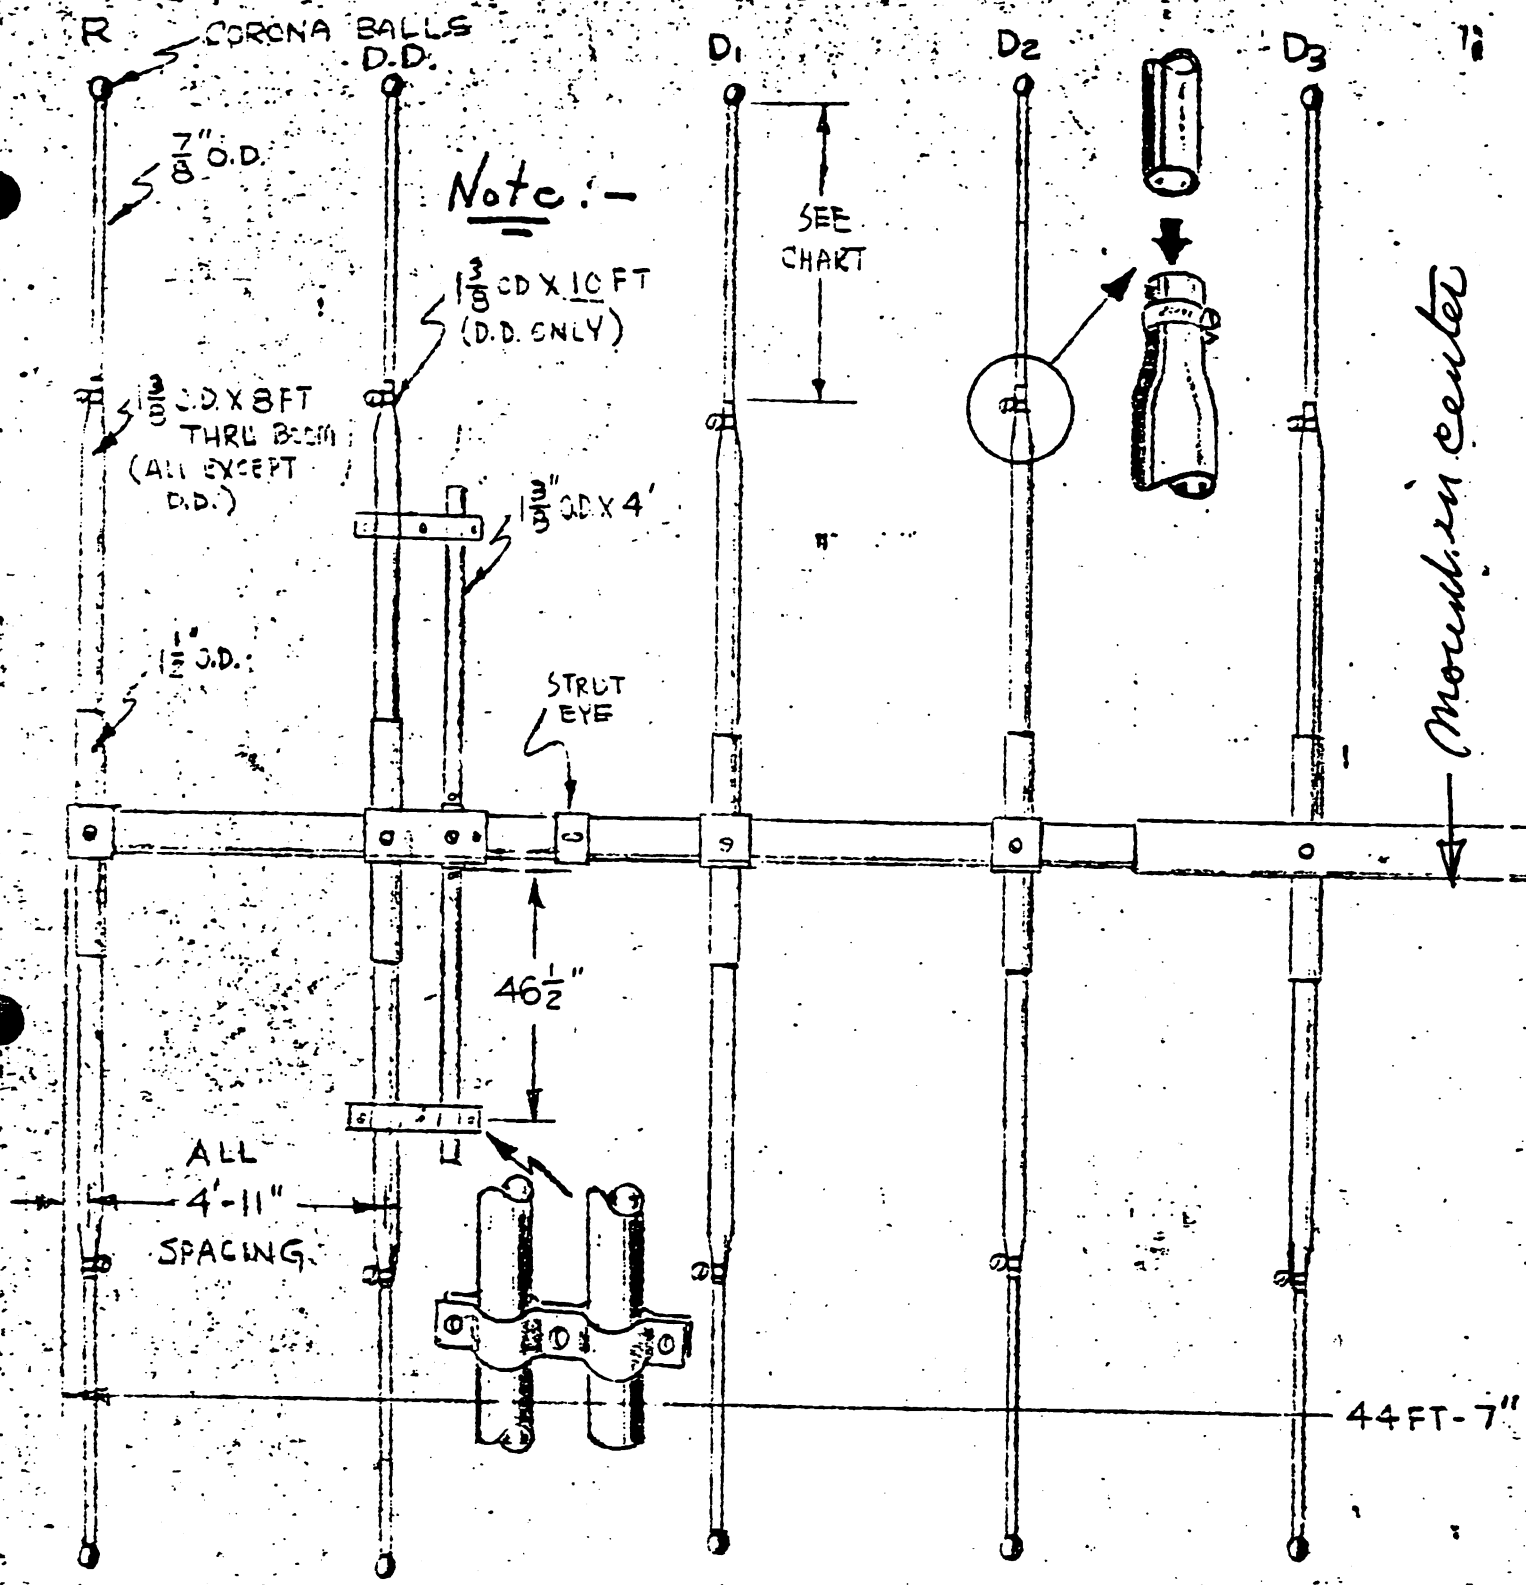 R
CORONA BALLS
D.D.
D1
D2
D3
7/8" O.D.
Note:-
1 3/8 OD X 10 FT
(D.D. ONLY)
SEE
CHART
1 3/8 O.D. X 8 FT
THRU BOOM
(ALL EXCEPT
D.D.)
1 3/8" O.D X 4'
1 1/2" O.D.
STRUT
EYE
Mount in center
46 1/2"
ALL
4'-11"
SPACING
44 FT-7"